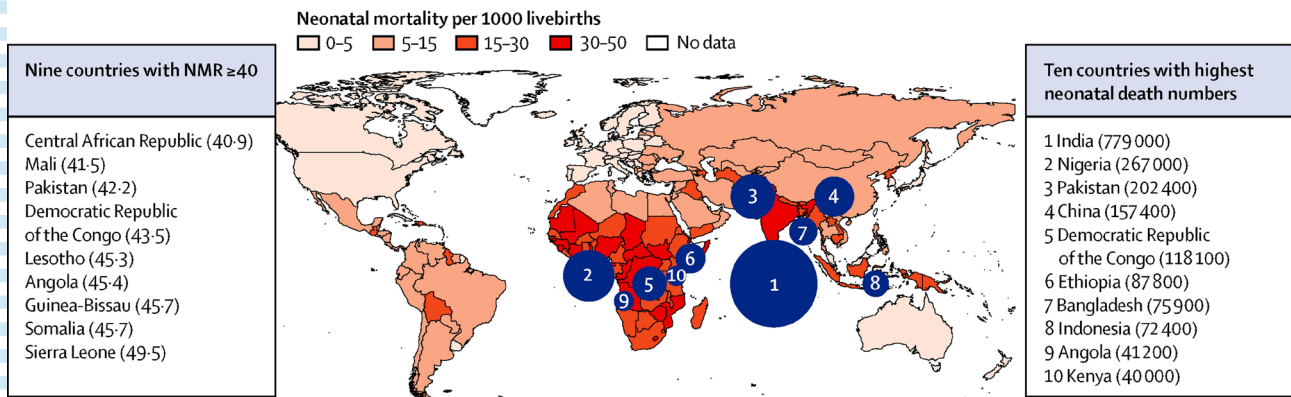 Neonatal mortality per 1000 livebirths
0–5 5–15 15–30 30–50 No data
Nine countries with NMR ≥40
Central African Republic (40·9)
Mali (41·5)
Pakistan (42·2)
Democratic Republic
of the Congo (43·5)
Lesotho (45·3)
Angola (45·4)
Guinea-Bissau (45·7)
Somalia (45·7)
Sierra Leone (49·5)
3
4
7
6
2
5
10
1
8
9
Ten countries with highest
neonatal death numbers
1 India (779 000)
2 Nigeria (267 000)
3 Pakistan (202 400)
4 China (157 400)
5 Democratic Republic
of the Congo (118 100)
6 Ethiopia (87 800)
7 Bangladesh (75 900)
8 Indonesia (72 400)
9 Angola (41 200)
10 Kenya (40 000)